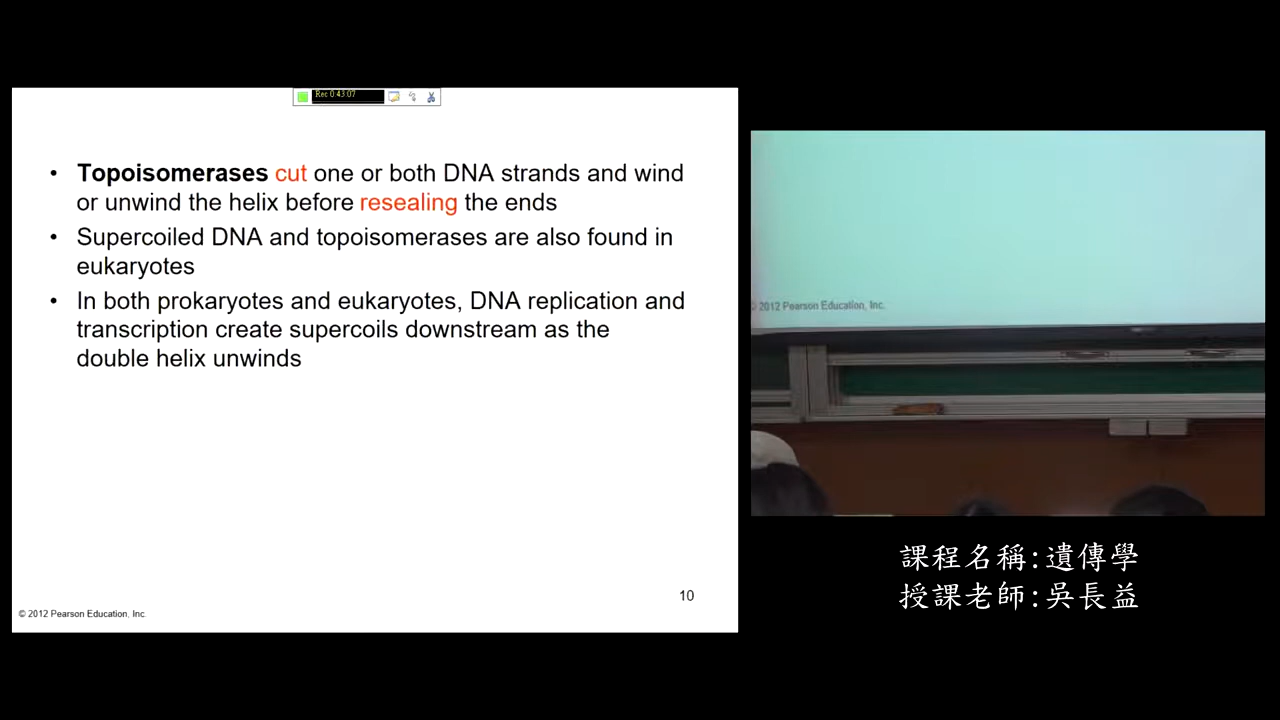 Rec 0:43:07
• Topoisomerases cut one or both DNA strands and wind
or unwind the helix before resealing the ends
• Supercoiled DNA and topoisomerases are also found in
eukaryotes
• In both prokaryotes and eukaryotes, DNA replication and
transcription create supercoils downstream as the
double helix unwinds
10
© 2012 Pearson Education, Inc.
© 2012 Pearson Education, Inc.
課程名稱:遺傳學
授課老師:吳長益